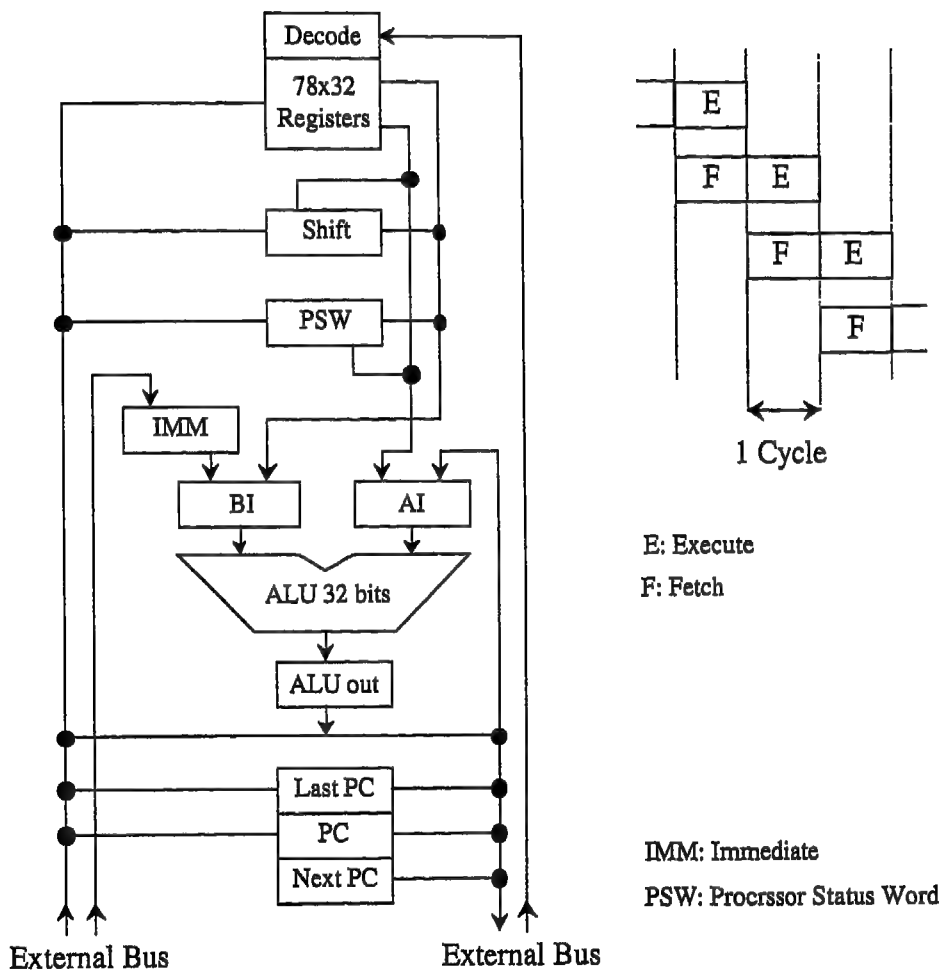 Decode
78x32
Registers
Shift
PSW
IMM
BI
AI
ALU 32 bits
ALU out
Last PC
PC
Next PC
External Bus
External Bus
E
F
E
F
E
F
1 Cycle
E: Execute
F: Fetch
IMM: Immediate
PSW: Procrssor Status Word